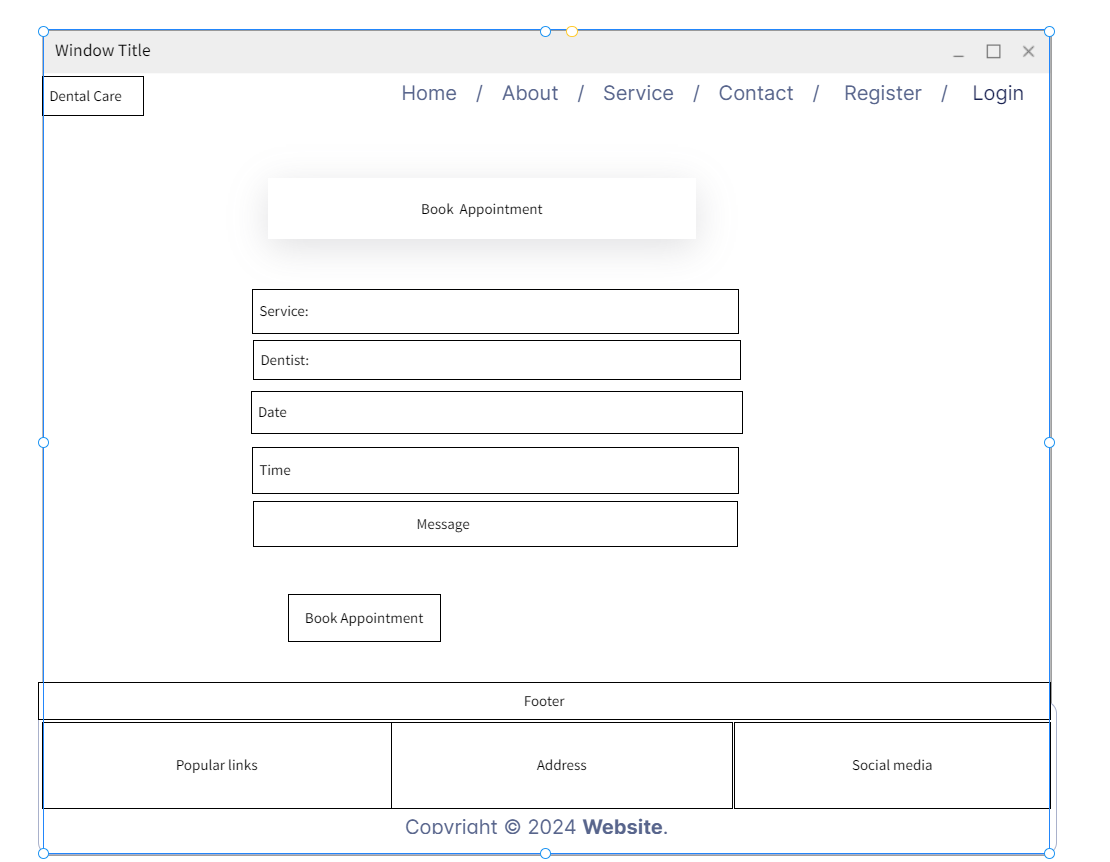 Window Title
Dental Care
Home / About / Service / Contact / Register / Login
Book Appointment
Service:
Dentist:
Date
Time
Message
Book Appointment
Footer
Popular links
Address
Social media
Copyright © 2024 Website.